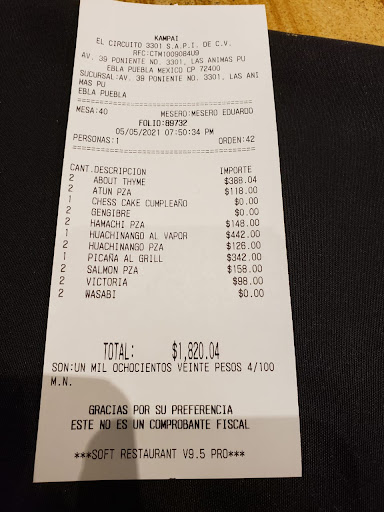 KAMPAI
EL CIRCUITO 3301 S.A.P.I. DE C.V.
RFC:CTM1009084U9
AV. 39 PONIENTE NO. 3301, LAS ANIMAS PU
EBLA PUEBLA MEXICO CP 72400
SUCURSAL:AV. 39 PONIENTE NO. 3301, LAS ANI
MAS PU
EBLA PUEBLA
MESA:40 MESERO:MESERO EDUARDO
FOLIO:89732
05/05/2021 07:50:34 PM
PERSONAS:1 ORDEN:42
CANT.DESCRIPCION IMPORTE
2 ABOUT THYME $388.04
2 ATUN PZA $118.00
1 CHESS CAKE CUMPLEAÑO $0.00
2 GENGIBRE $0.00
2 HAMACHI PZA $148.00
1 HUACHINANGO AL VAPOR $442.00
2 HUACHINANGO PZA $126.00
1 PICAÑA AL GRILL $342.00
2 SALMON PZA $158.00
2 VICTORIA $98.00
2 WASABI $0.00
TOTAL: $1,820.04
SON:UN MIL OCHOCIENTOS VEINTE PESOS 4/100
M.N.
GRACIAS POR SU PREFERENCIA
ESTE NO ES UN COMPROBANTE FISCAL
***SOFT RESTAURANT V9.5 PRO***